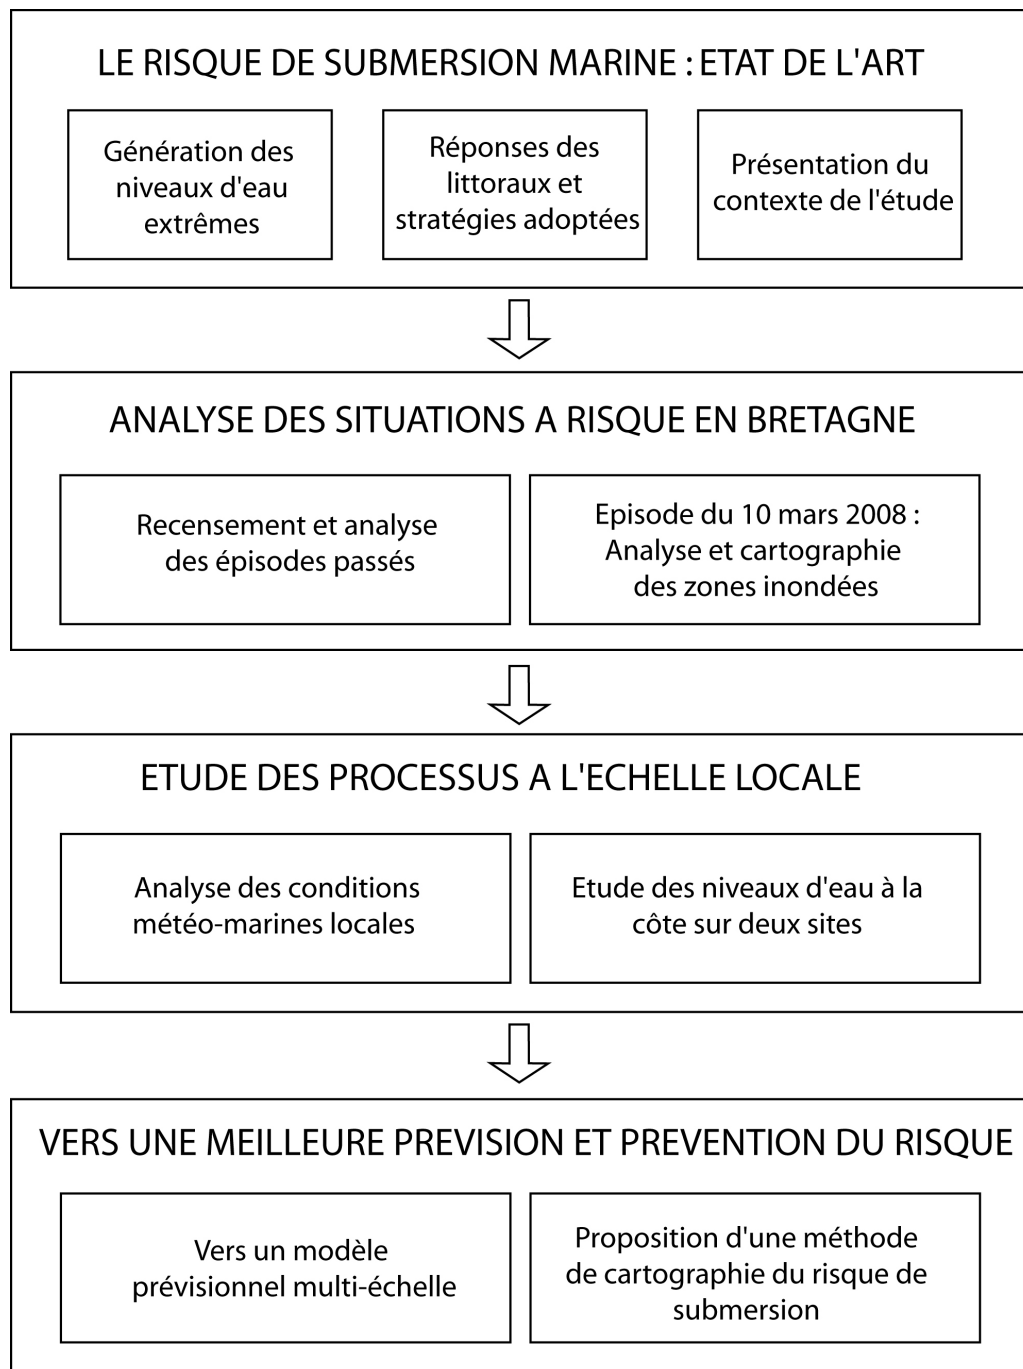 LE RISQUE DE SUBMERSION MARINE : ETAT DE L'ART
Génération des
niveaux d'eau
extrêmes
Réponses des
littoraux et
stratégies adoptées
Présentation du
contexte de l'étude
ANALYSE DES SITUATIONS A RISQUE EN BRETAGNE
Recensement et analyse
des épisodes passés
Episode du 10 mars 2008 :
Analyse et cartographie
des zones inondées
ETUDE DES PROCESSUS A L'ECHELLE LOCALE
Analyse des conditions
météo-marines locales
Etude des niveaux d'eau à la
côte sur deux sites
VERS UNE MEILLEURE PREVISION ET PREVENTION DU RISQUE
Vers un modèle
prévisionnel multi-échelle
Proposition d'une méthode
de cartographie du risque de
submersion